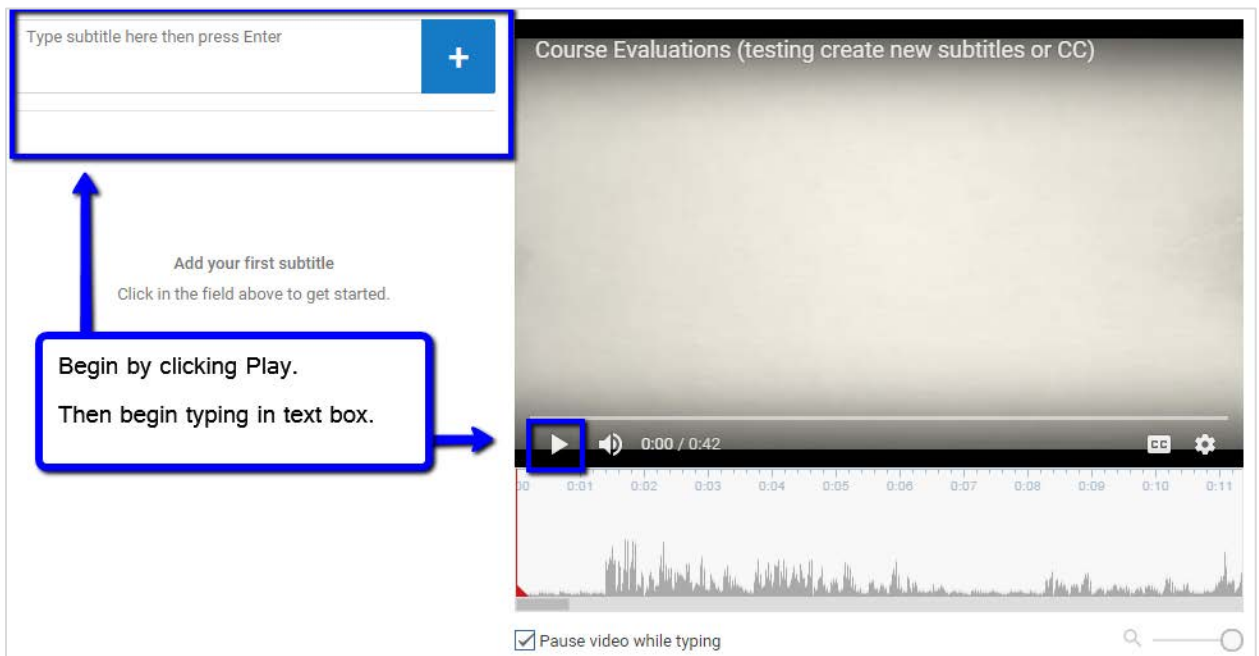 Type subtitle here then press Enter
+
Course Evaluations (testing create new subtitles or CC)
Add your first subtitle
Click in the field above to get started.
Begin by clicking Play.
Then begin typing in text box.
0:00 / 0:42
CC
00 0:01 0:02 0:03 0:04 0:05 0:06 0:07 0:08 0:09 0:10 0:11
Pause video while typing